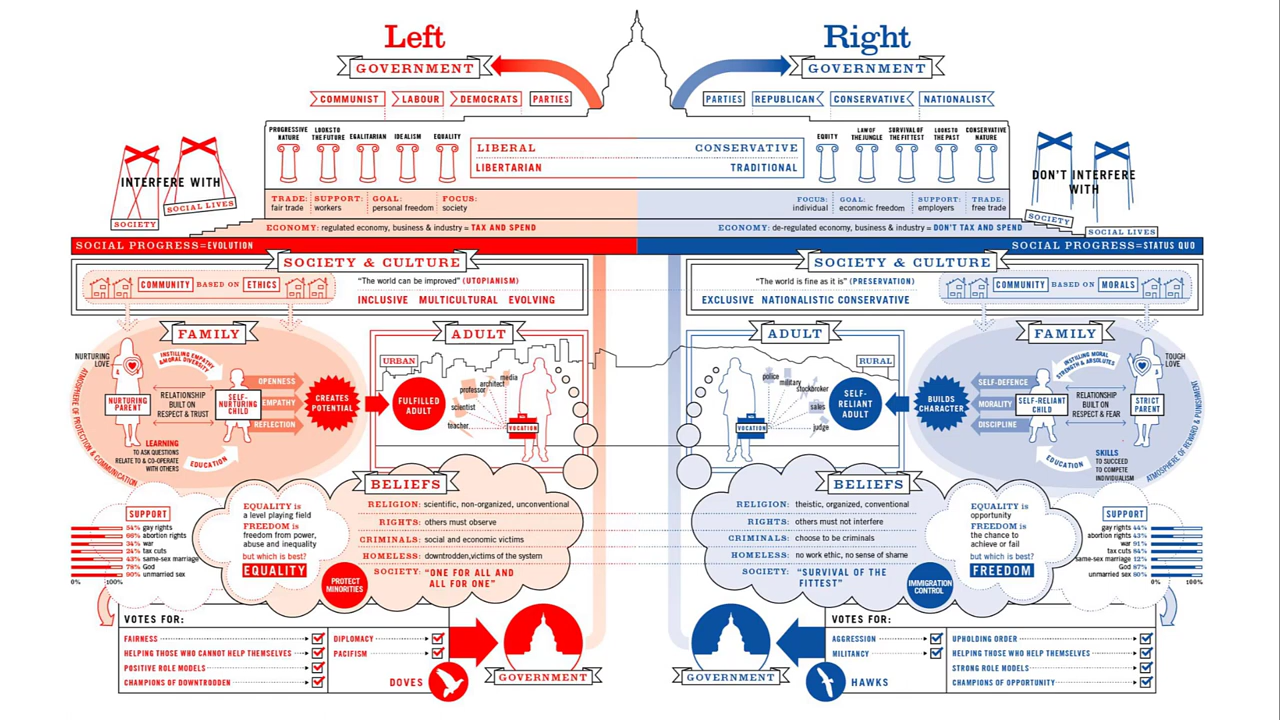 Left
Right
GOVERNMENT
GOVERNMENT
COMMUNIST
LABOUR
DEMOCRATS
PARTIES
PARTIES
REPUBLICAN
CONSERVATIVE
NATIONALIST
PROGRESSIVE NATURE
LOOKS TO THE FUTURE
EGALITARIAN
IDEALISM
EQUALITY
LIBERAL
CONSERVATIVE
LIBERTARIAN
TRADITIONAL
EQUITY
LAW OF THE JUNGLE
SURVIVAL OF THE FITTEST
LOOKS TO THE PAST
CONSERVATIVE NATURE
INTERFERE WITH
SOCIETY
SOCIAL LIVES
DON'T INTERFERE WITH
SOCIETY
SOCIAL LIVES
TRADE: fair trade
SUPPORT: workers
GOAL: personal freedom
FOCUS: society
FOCUS: individual
GOAL: economic freedom
SUPPORT: employers
TRADE: free trade
ECONOMY: regulated economy, business & industry = TAX AND SPEND
ECONOMY: de-regulated economy, business & industry = DON'T TAX AND SPEND
SOCIAL PROGRESS=EVOLUTION
SOCIAL PROGRESS=STATUS QUO
SOCIETY & CULTURE
COMMUNITY BASED ON ETHICS
"The world can be improved" (UTOPIANISM)
INCLUSIVE MULTICULTURAL EVOLVING
SOCIETY & CULTURE
"The world is fine as it is" (PRESERVATION)
EXCLUSIVE NATIONALISTIC CONSERVATIVE
COMMUNITY BASED ON MORALS
FAMILY
NURTURING LOVE
ATMOSPHERE OF PROTECTION & COMMUNICATION
INSTILLING EMPATHY & MORAL DIVERSITY
NURTURING PARENT
RELATIONSHIP BUILT ON RESPECT & TRUST
SELF-NURTURING CHILD
OPENNESS
EMPATHY
REFLECTION
CREATES POTENTIAL
LEARNING
TO ASK QUESTIONS
RELATE TO & CO-OPERATE
WITH OTHERS
EDUCATION
ADULT
URBAN
FULFILLED ADULT
media
architect
professor
scientist
teacher
VOCATION
ADULT
RURAL
police
military
stockbroker
sales
judge
VOCATION
SELF-RELIANT ADULT
FAMILY
BUILDS CHARACTER
SELF-DEFENCE
MORALITY
DISCIPLINE
INSTILLING MORAL STRENGTH & ABSOLUTES
SELF-RELIANT CHILD
RELATIONSHIP BUILT ON RESPECT & FEAR
STRICT PARENT
TOUGH LOVE
ATMOSPHERE OF REWARD & PUNISHMENT
EDUCATION
SKILLS
TO SUCCEED
TO COMPETE
INDIVIDUALISM
BELIEFS
RELIGION: scientific, non-organized, unconventional
RIGHTS: others must observe
CRIMINALS: social and economic victims
HOMELESS: downtrodden,victims of the system
SOCIETY: "ONE FOR ALL AND
ALL FOR ONE"
BELIEFS
RELIGION: theistic, organized, conventional
RIGHTS: others must not interfere
CRIMINALS: choose to be criminals
HOMELESS: no work ethic, no sense of shame
SOCIETY: "SURVIVAL OF THE
FITTEST"
SUPPORT
84% gay rights
66% abortion rights
34% war
24% tax cuts
43% same-sex marriage
78% God
90% unmarried sex
0% 100%
EQUALITY is
a level playing field
FREEDOM is
freedom from power,
abuse and inequality
but which is best?
EQUALITY
PROTECT MINORITIES
IMMIGRATION CONTROL
EQUALITY is
opportunity
FREEDOM is
the chance to
achieve or fail
but which is best?
FREEDOM
SUPPORT
gay rights 44%
abortion rights 43%
war 91%
tax cuts 84%
same-sex marriage 12%
God 87%
unmarried sex 80%
0% 100%
VOTES FOR:
FAIRNESS
HELPING THOSE WHO CANNOT HELP THEMSELVES
POSITIVE ROLE MODELS
CHAMPIONS OF DOWNTRODDEN
DIPLOMACY
PACIFISM
DOVES
GOVERNMENT
GOVERNMENT
VOTES FOR:
AGGRESSION
MILITANCY
HAWKS
UPHOLDING ORDER
HELPING THOSE WHO HELP THEMSELVES
STRONG ROLE MODELS
CHAMPIONS OF OPPORTUNITY